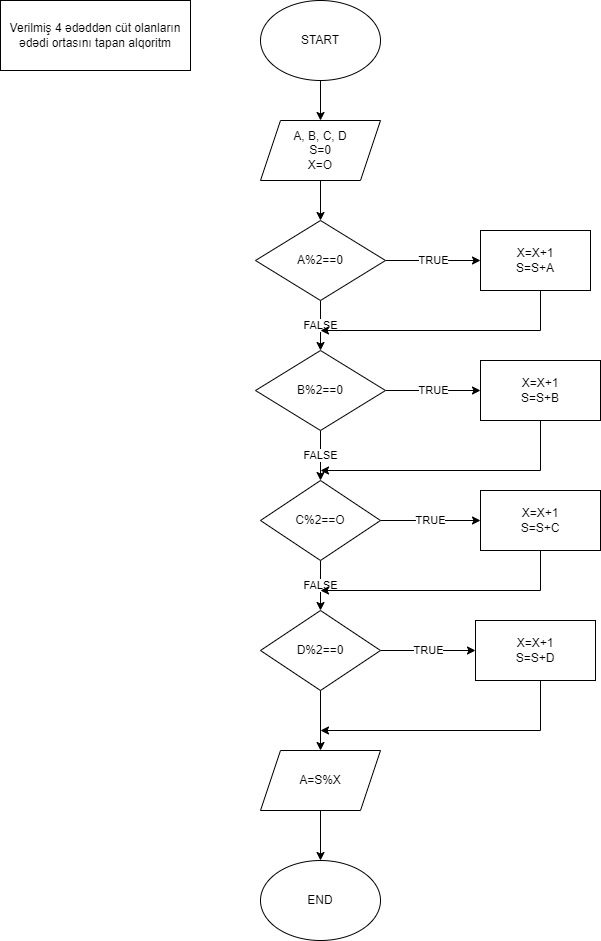 Verilmiş 4 ədəddən cüt olanların
ədədi ortasını tapan alqoritm
START
A, B, C, D
S=0
X=O
A%2==0
TRUE
X=X+1
S=S+A
FALSE
B%2==0
TRUE
X=X+1
S=S+B
FALSE
C%2==O
TRUE
X=X+1
S=S+C
FALSE
D%2==0
TRUE
X=X+1
S=S+D
A=S%X
END